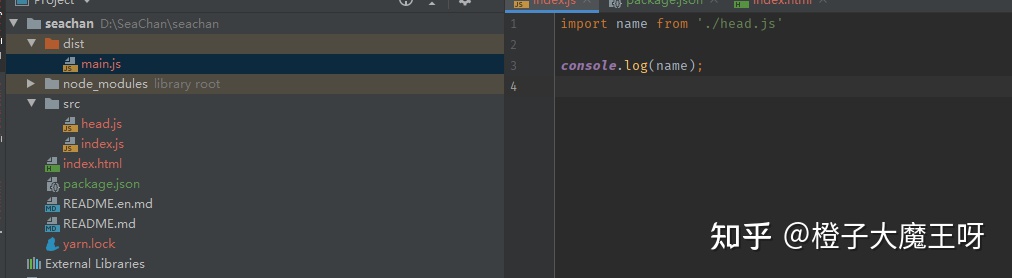 Project
seachan D:\SeaChan\seachan
dist
main.js
node_modules library root
src
head.js
index.js
index.html
package.json
README.en.md
README.md
yarn.lock
External Libraries
index.js package.json index.html
1 import name from './head.js'
2
3 console.log(name);
4
知乎 @橙子大魔王呀